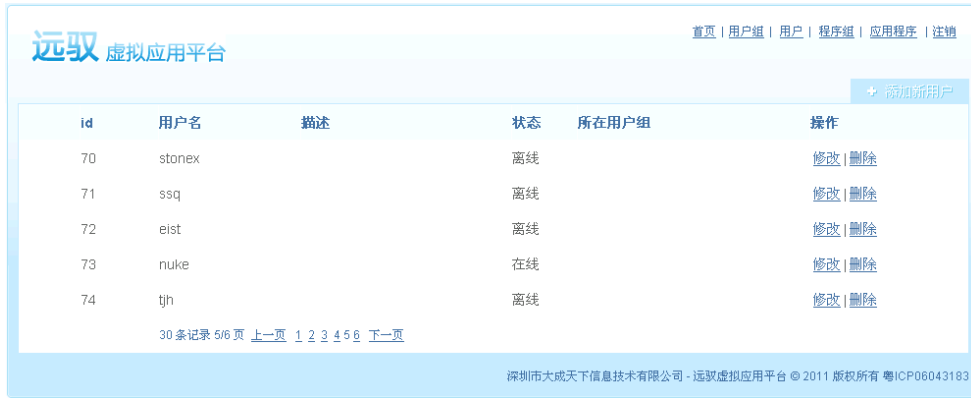 远驭 虚拟应用平台
首页 | 用户组 | 用户 | 程序组 | 应用程序 | 注销
+ 添加新用户
id 用户名 描述 状态 所在用户组 操作
70 stonex 离线 修改 | 删除
71 ssq 离线 修改 | 删除
72 eist 离线 修改 | 删除
73 nuke 在线 修改 | 删除
74 tjh 离线 修改 | 删除
30 条记录 5/6 页 上一页 1 2 3 4 5 6 下一页
深圳市大成天下信息技术有限公司 - 远驭虚拟应用平台 © 2011 版权所有 粤ICP06043183